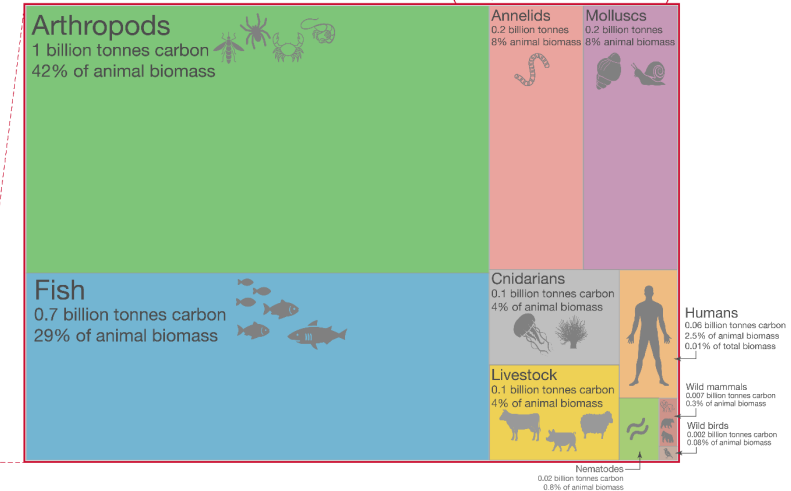 Arthropods
1 billion tonnes carbon
42% of animal biomass
Annelids
0.2 billion tonnes
8% animal biomass
Molluscs
0.2 billion tonnes
8% animal biomass
Fish
0.7 billion tonnes carbon
29% of animal biomass
Cnidarians
0.1 billion tonnes carbon
4% of animal biomass
Livestock
0.1 billion tonnes carbon
4% of animal biomass
Humans
0.06 billion tonnes carbon
2.5% of animal biomass
0.01% of total biomass
Wild mammals
0.007 billion tonnes carbon
0.3% of animal biomass
Wild birds
0.002 billion tonnes carbon
0.08% of animal biomass
Nematodes
0.02 billion tonnes carbon
0.8% of animal biomass